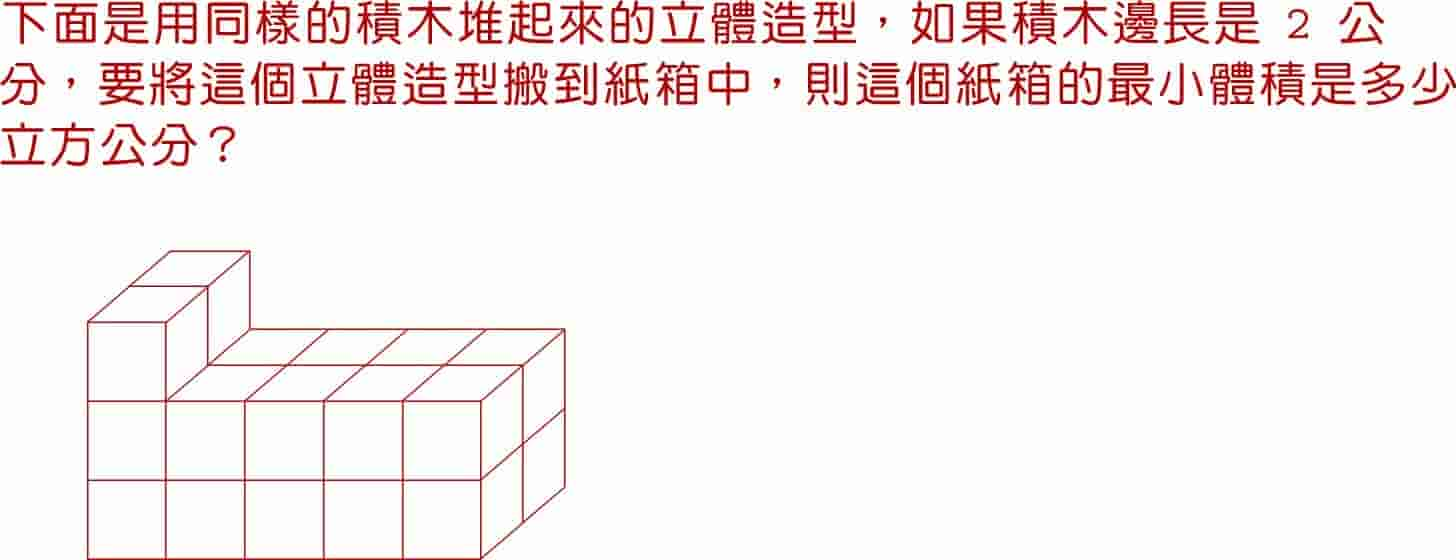 下面是用同樣的積木堆起來的立體造型，如果積木邊長是 2 公
分，要將這個立體造型搬到紙箱中，則這個紙箱的最小體積是多少
立方公分？